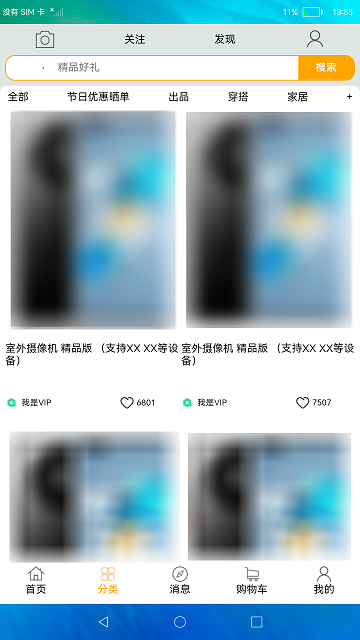 没有 SIM 卡 11% 13:55
关注 发现
精品好礼 搜索
全部 节日优惠晒单 出品 穿搭 家居 +
室外摄像机 精品版 （支持XX XX等设备）
室外摄像机 精品版 （支持XX XX等设备）
我是VIP 6801
我是VIP 7507
首页 分类 消息 购物车 我的